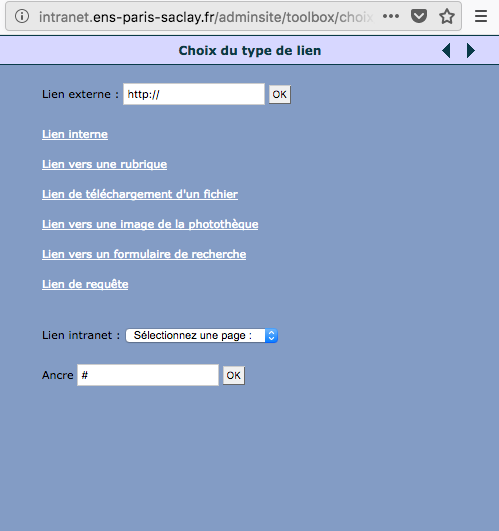 intranet.ens-paris-saclay.fr/adminsite/toolbox/choix
Choix du type de lien
Lien externe : http:// OK
Lien interne
Lien vers une rubrique
Lien de téléchargement d'un fichier
Lien vers une image de la photothèque
Lien vers un formulaire de recherche
Lien de requête
Lien intranet : Sélectionnez une page :
Ancre # OK